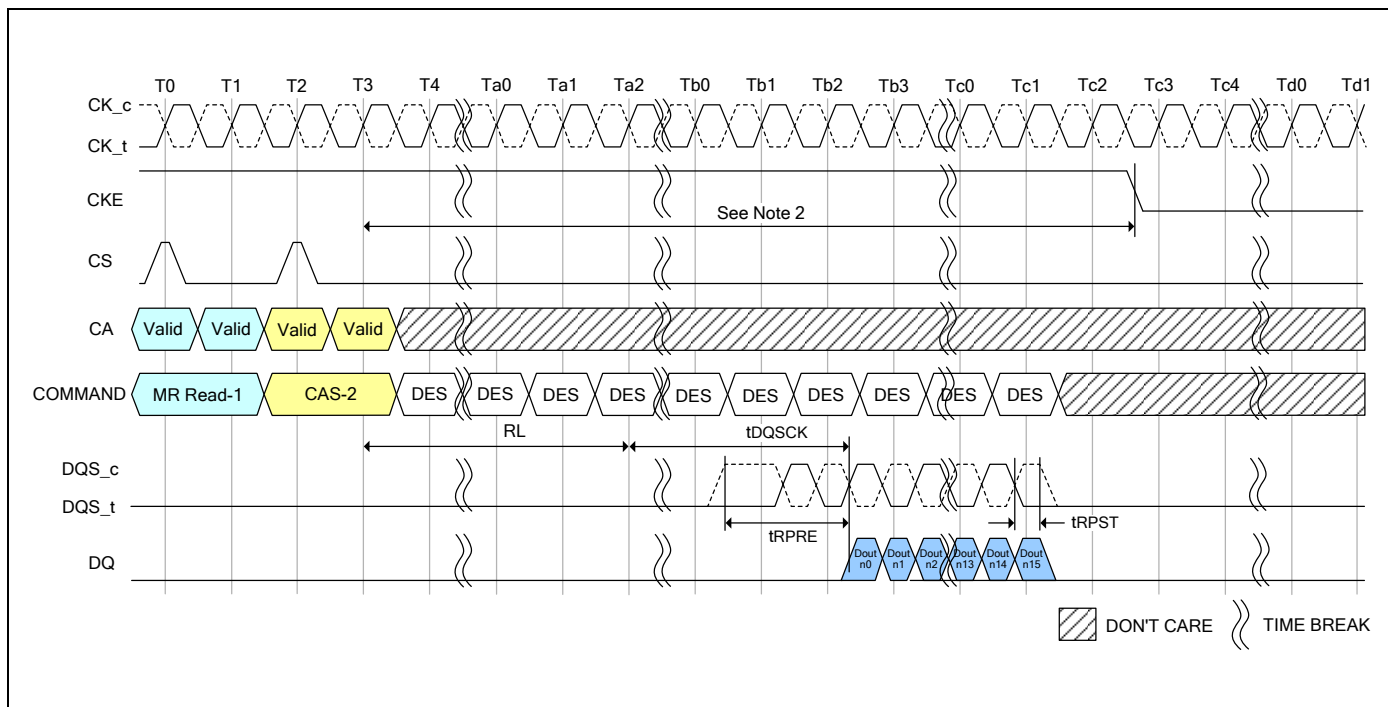 T0 T1 T2 T3 T4 Ta0 Ta1 Ta2 Tb0 Tb1 Tb2 Tb3 Tc0 Tc1 Tc2 Tc3 Tc4 Td0 Td1
CK_c
CK_t
CKE
See Note 2
CS
CA Valid Valid Valid Valid
COMMAND MR Read-1 CAS-2 DES DES DES DES DES DES DES DES DES DES
RL tDQSCK
DQS_c
DQS_t
tRPRE tRPST
DQ Dout Dout Dout Dout Dout Dout
n0 n1 n2 n13 n14 n15
DON'T CARE TIME BREAK